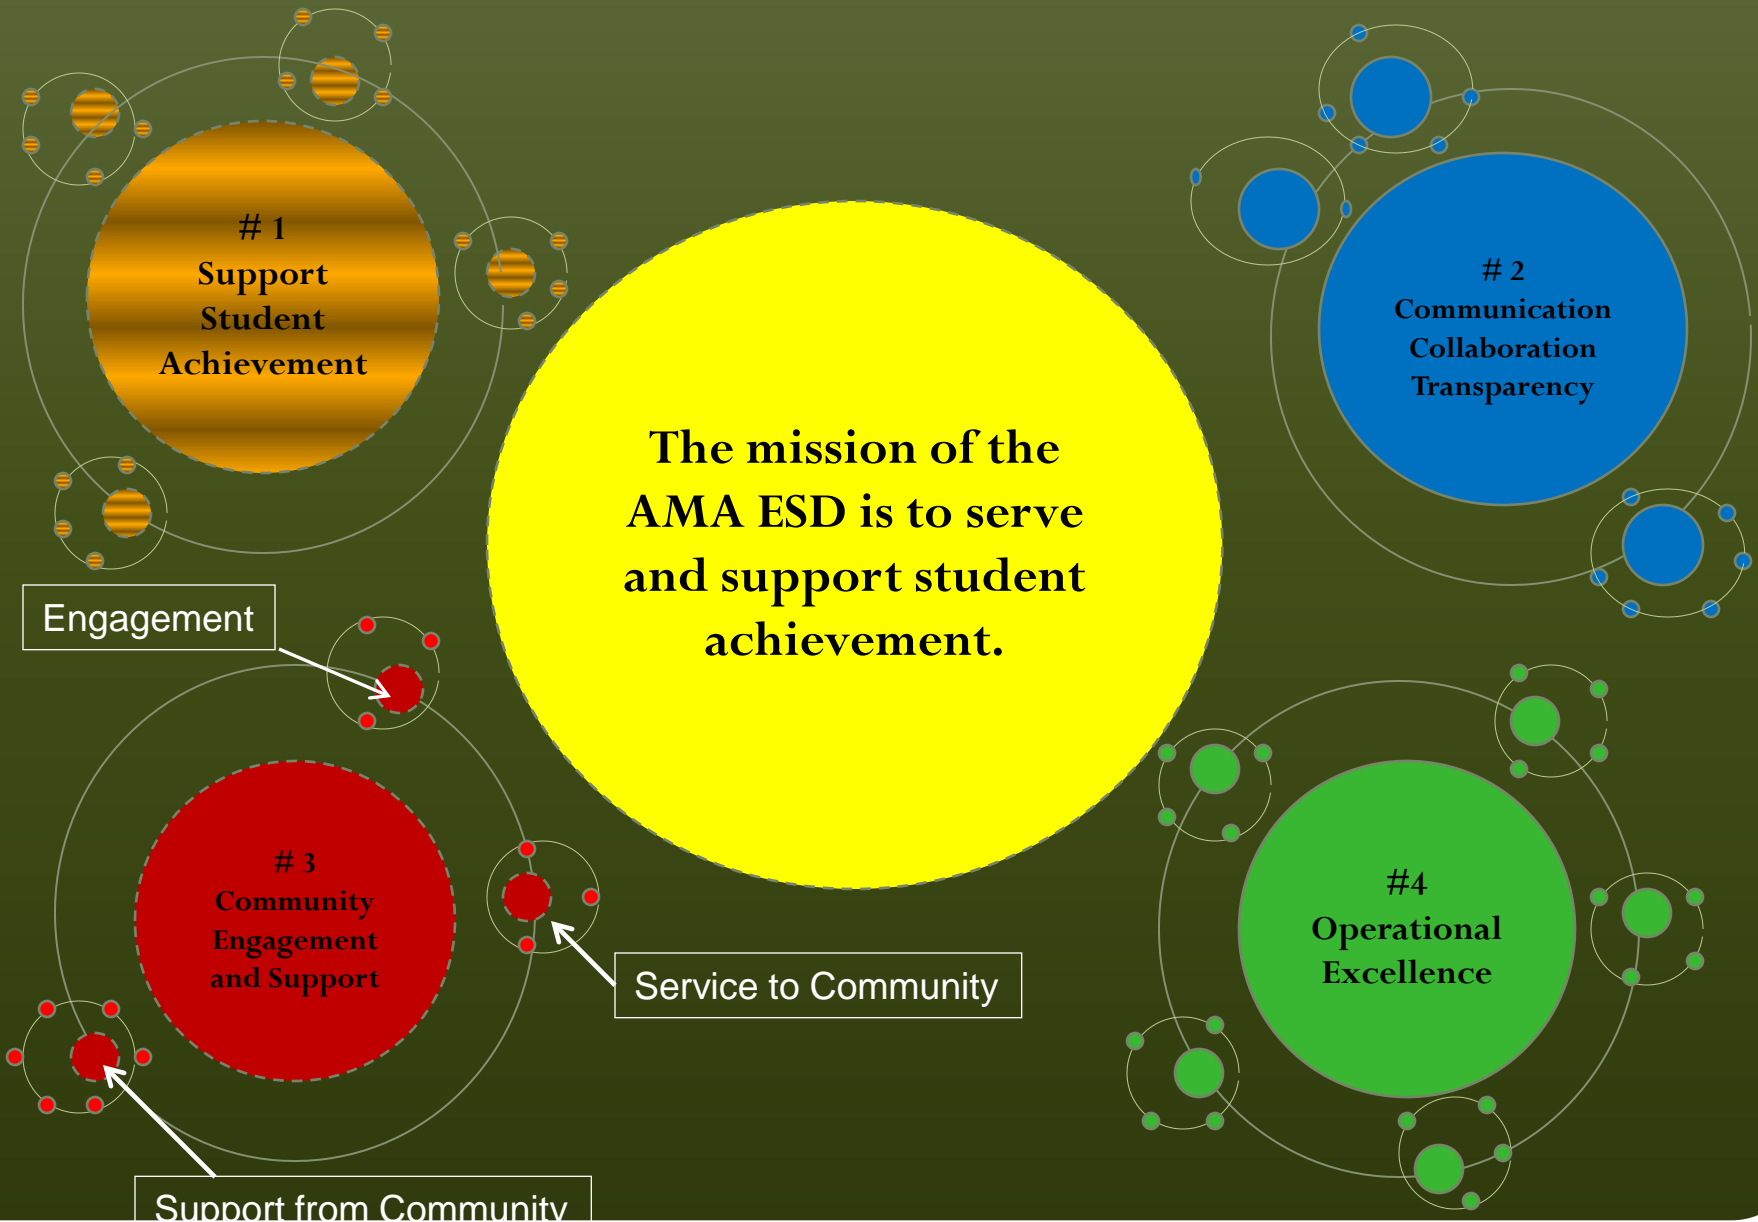 # 1
Support
Student
Achievement
# 2
Communication
Collaboration
Transparency
The mission of the
AMA ESD is to serve
and support student
achievement.
Engagement
# 3
Community
Engagement
and Support
Service to Community
#4
Operational
Excellence
Support from Community